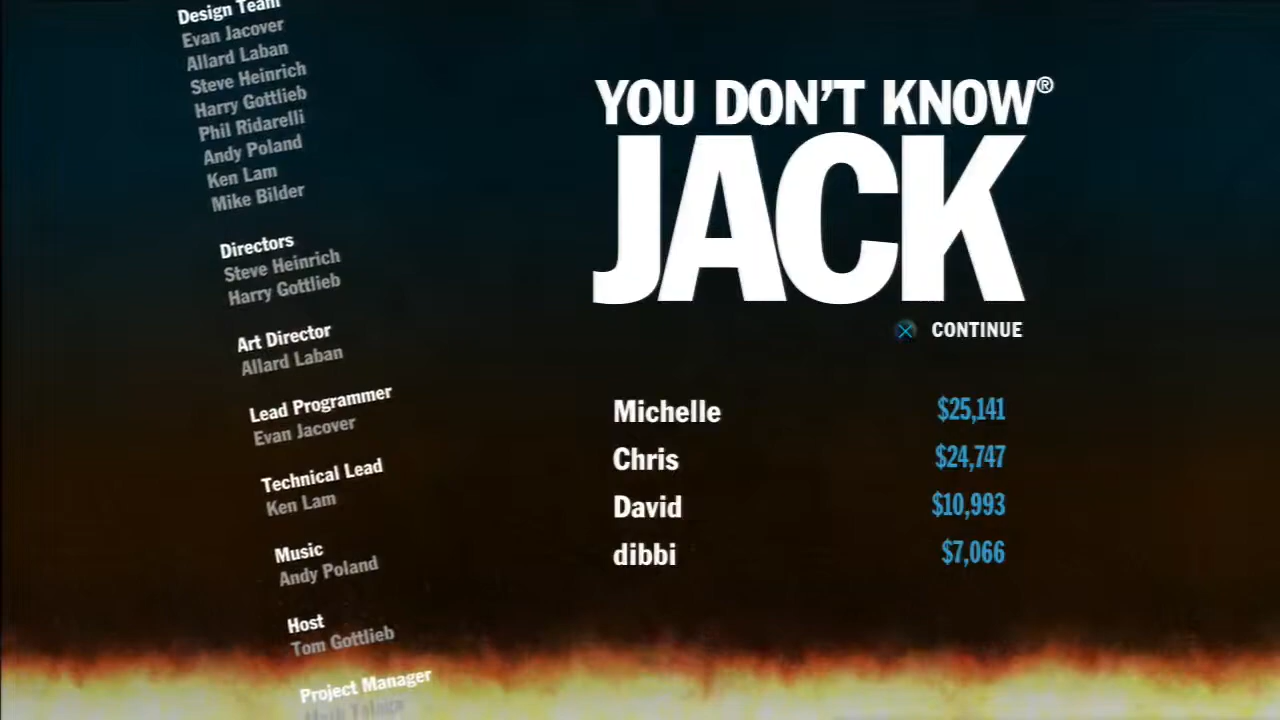 Design Team
Evan Jacover
Allard Laban
Steve Heinrich
Harry Gottlieb
Phil Ridarelli
Andy Poland
Ken Lam
Mike Bilder
Directors
Steve Heinrich
Harry Gottlieb
Art Director
Allard Laban
Lead Programmer
Evan Jacover
Technical Lead
Ken Lam
Music
Andy Poland
Host
Tom Gottlieb
Project Manager
YOU DON'T KNOW®
JACK
CONTINUE
Michelle $25,141
Chris $24,747
David $10,993
dibbi $7,066